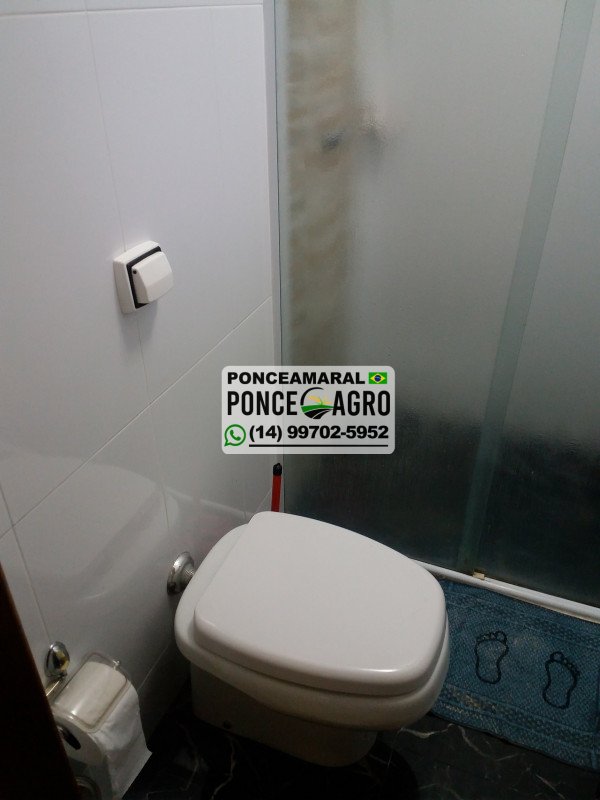 PONCEAMARAL
PONCE AGRO
(14) 99702-5952